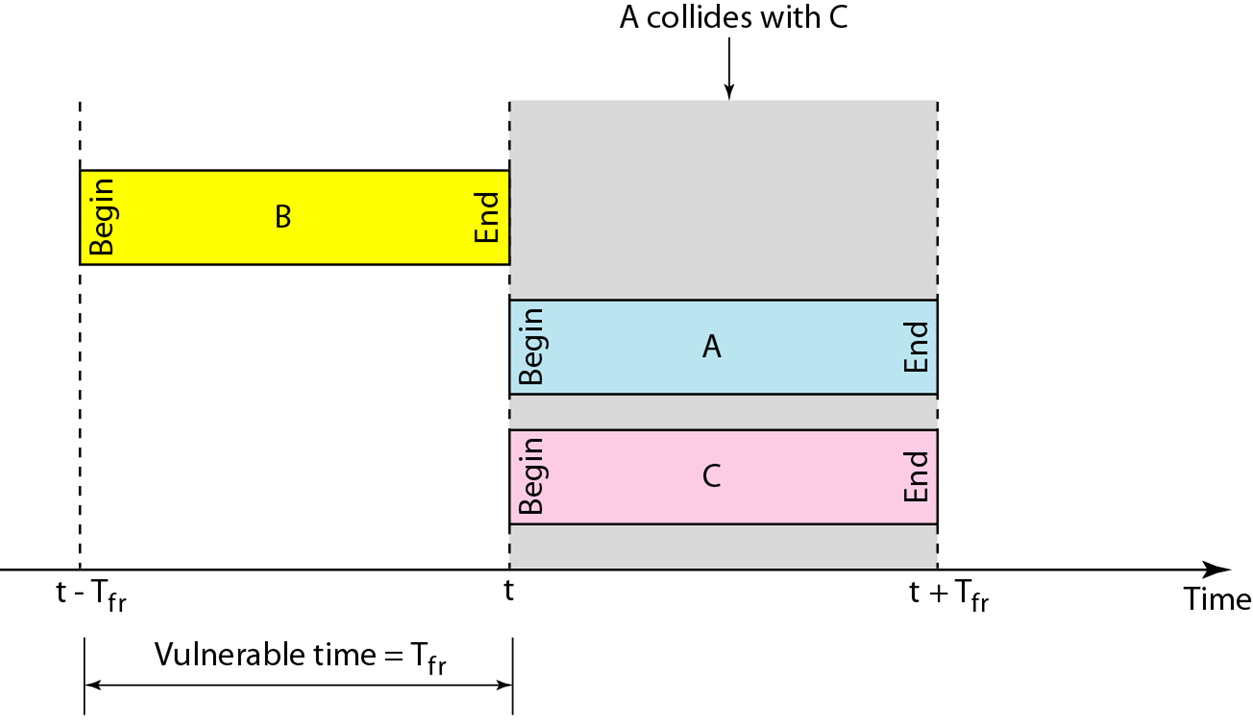 A collides with C
Begin B End
Begin A End
Begin C End
t - Tfr t t + Tfr
Time
Vulnerable time = Tfr